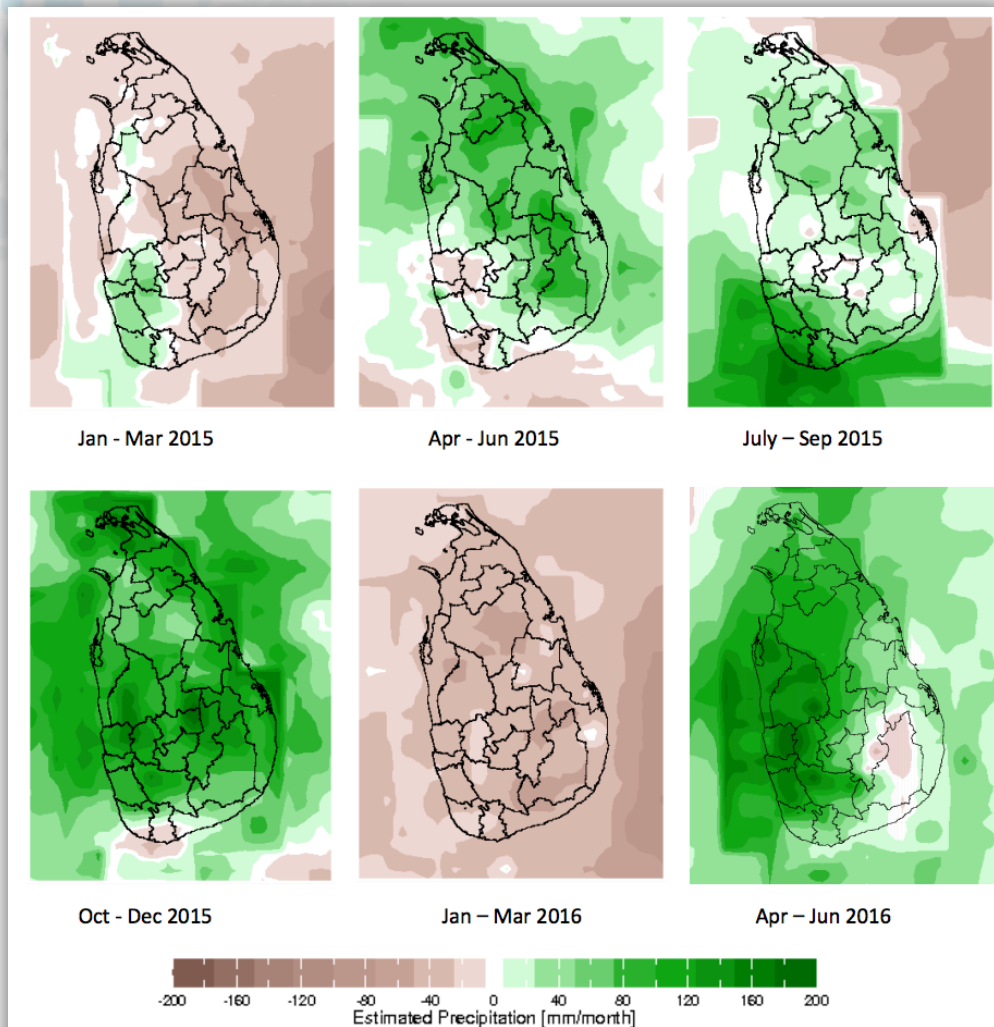 Jan - Mar 2015
Apr - Jun 2015
July – Sep 2015
Oct - Dec 2015
Jan – Mar 2016
Apr – Jun 2016
-200 -160 -120 -80 -40 0 40 80 120 160 200
Estimated Precipitation [mm/month]